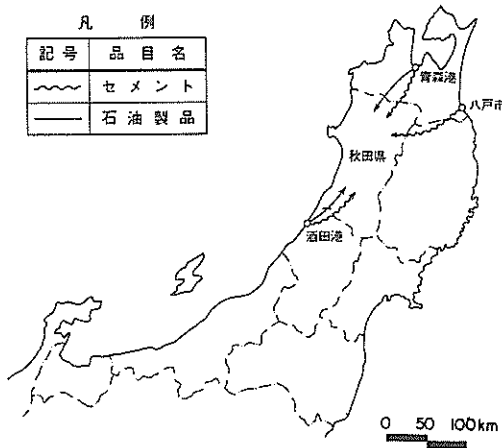 凡例
記号 品目名
セメント
石油製品
青森港
八戸市
秋田県
酒田港
0 50 100km